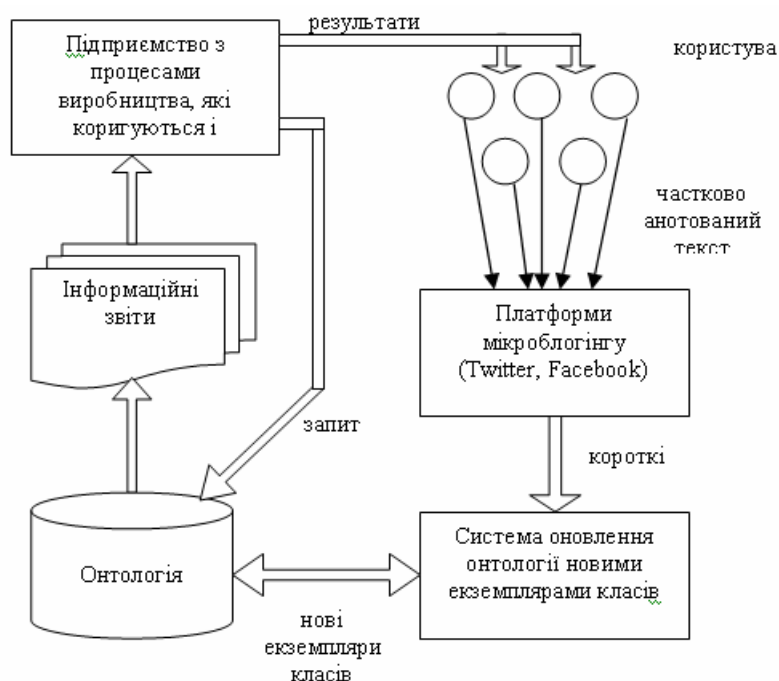 результати
Підприємство з
процесами
виробництва, які
коригуються і
користува
частково
анотований
текст
Інформаційні
звіти
Платформи
мікроблогінгу
(Twitter, Facebook)
запит
короткі
Онтологія
Система оновлення
онтології новими
екземплярами класів
нові
екземпляри
класів